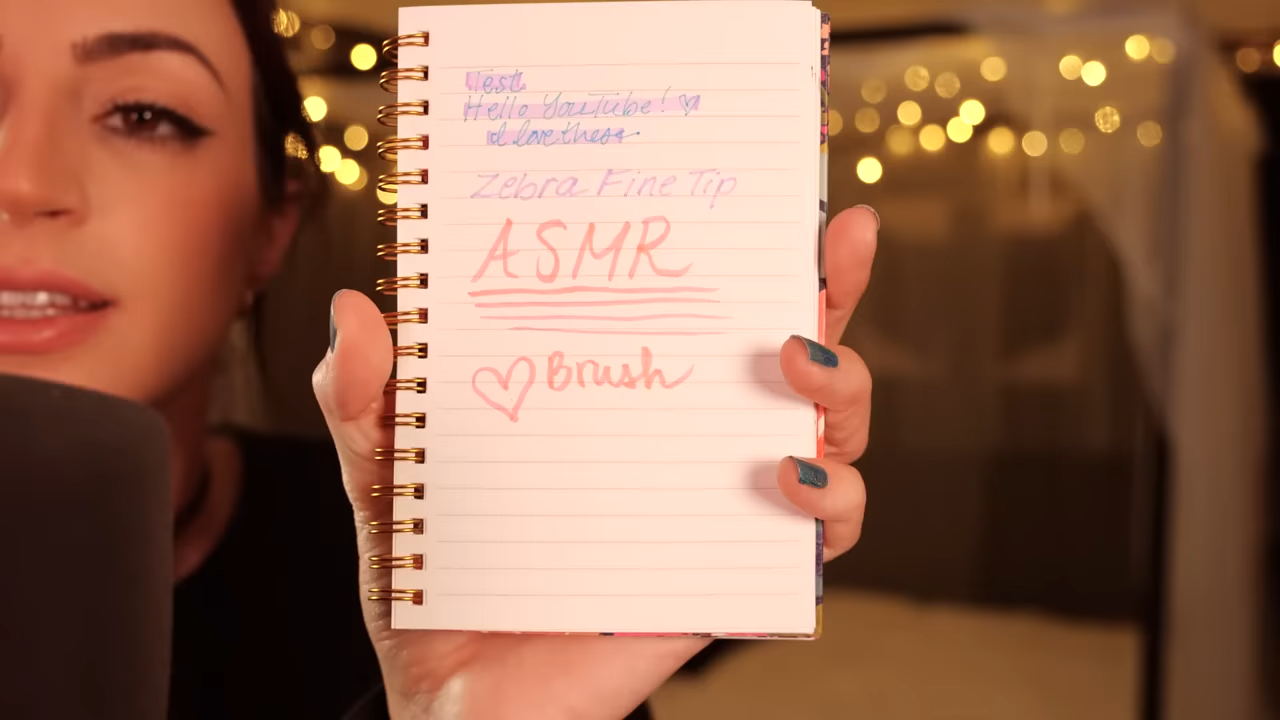 Test
Hello YouTube! ♡
I love these.
Zebra Fine Tip
ASMR
♡ Brush